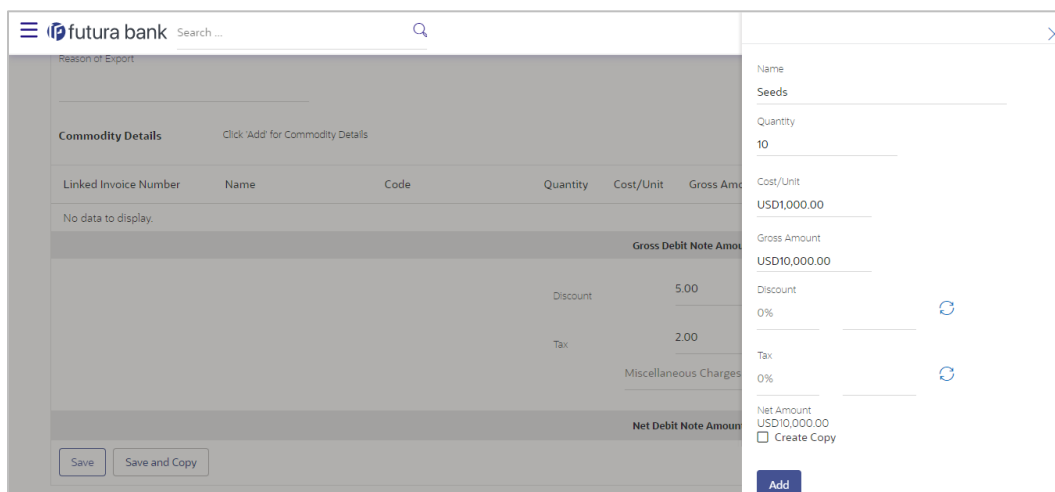 futura bank Search ...
Reason of Export
Commodity Details Click 'Add' for Commodity Details
Linked Invoice Number Name Code Quantity Cost/Unit Gross Amo
No data to display.
Gross Debit Note Amou
Discount 5.00
Tax 2.00
Miscellaneous Charges
Net Debit Note Amoun
Save Save and Copy
Name
Seeds
Quantity
10
Cost/Unit
USD1,000.00
Gross Amount
USD10,000.00
Discount
0%
Tax
0%
Net Amount
USD10,000.00
Create Copy
Add